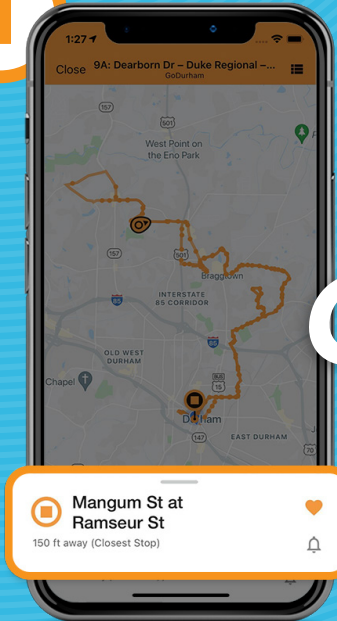 1:27
Close 9A: Dearborn Dr – Duke Regional –...
GoDurham
157
501
West Point on
the Eno Park
157
501
Braggtown
INTERSTATE
85 CORRIDOR
85
OLD WEST
DURHAM
85
Chapel
15
Durham
147
EAST DURHAM
70
Mangum St at
Ramseur St
150 ft away (Closest Stop)